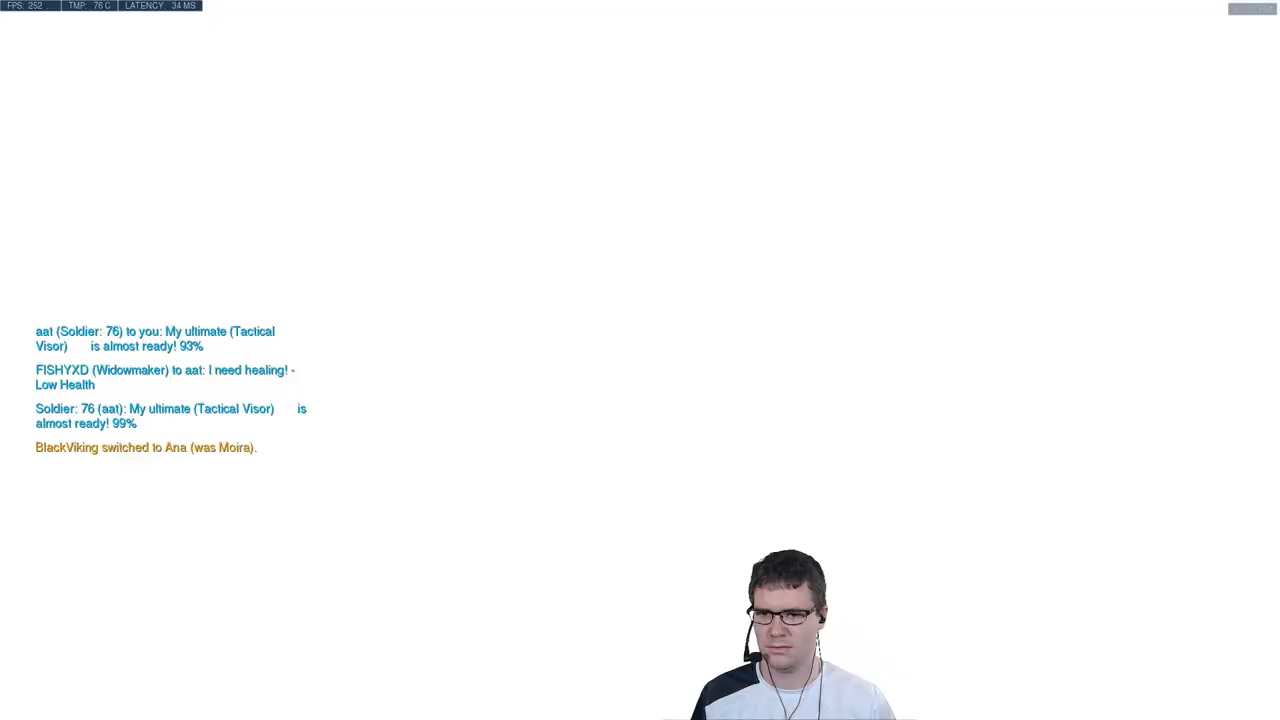 FPS: 252
TMP: 76 C
LATENCY: 34 MS
aat (Soldier: 76) to you: My ultimate (Tactical
Visor) is almost ready! 93%
FISHYXD (Widowmaker) to aat: I need healing! -
Low Health
Soldier: 76 (aat): My ultimate (Tactical Visor) is
almost ready! 99%
BlackViking switched to Ana (was Moira).